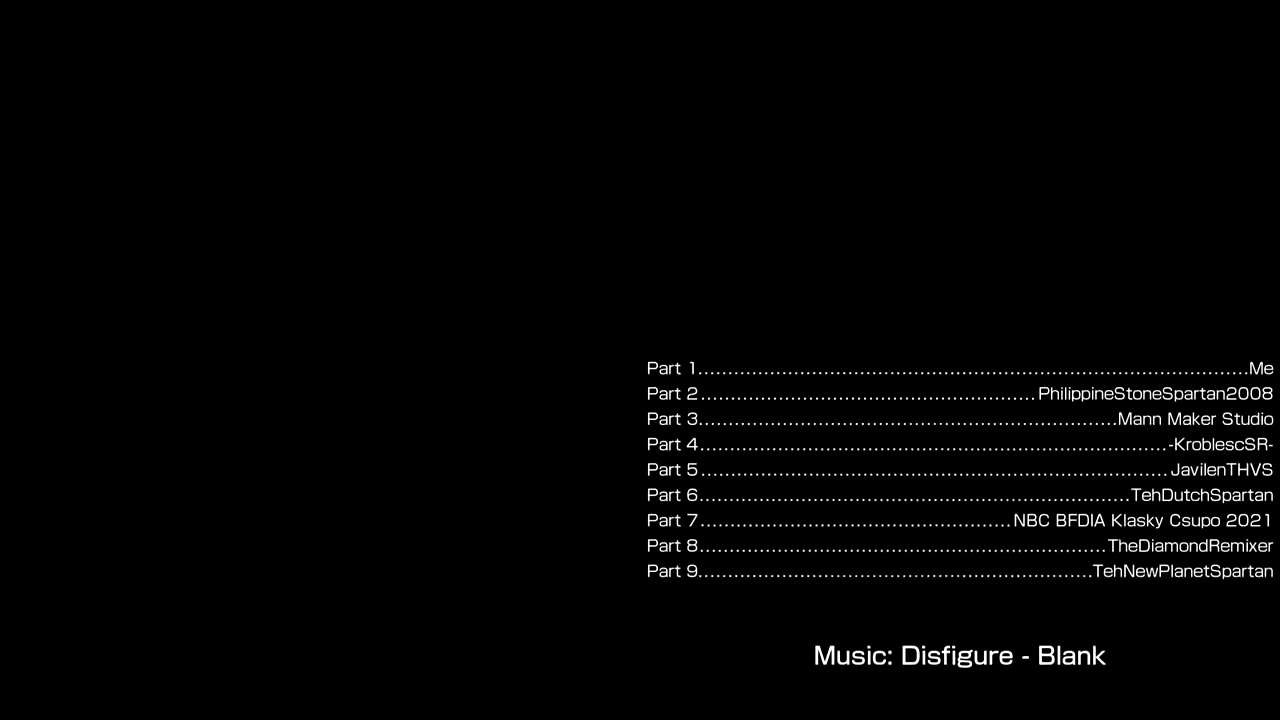 Part 1............................................................................................Me
Part 2........................................................PhilippineStoneSpartan2008
Part 3......................................................................Mann Maker Studio
Part 4...............................................................................-KroblescSR-
Part 5...............................................................................JavilenTHVS
Part 6........................................................................TehDutchSpartan
Part 7....................................................NBC BFDIA Klasky Csupo 2021
Part 8....................................................................TheDiamondRemixer
Part 9..................................................................TehNewPlanetSpartan
Music: Disfigure - Blank